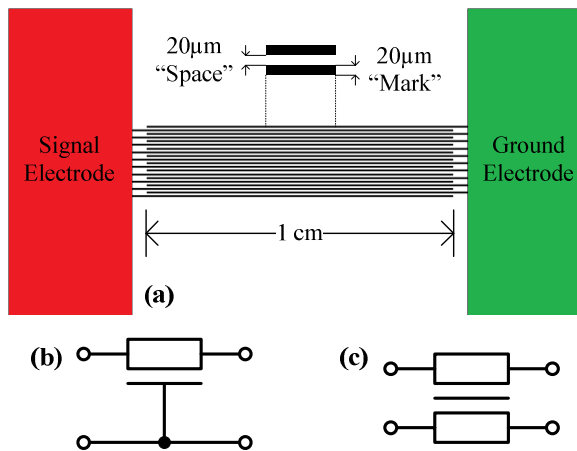 20µm
“Space”
20µm
“Mark”
Signal
Electrode
Ground
Electrode
1 cm
(a)
(b)
(c)